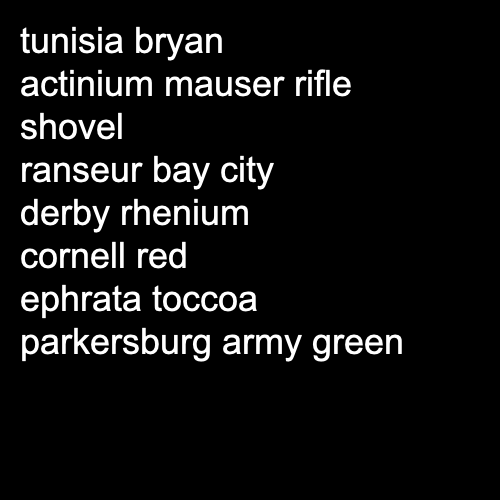 tunisia bryan
actinium mauser rifle
shovel
ranseur bay city
derby rhenium
cornell red
ephrata toccoa
parkersburg army green